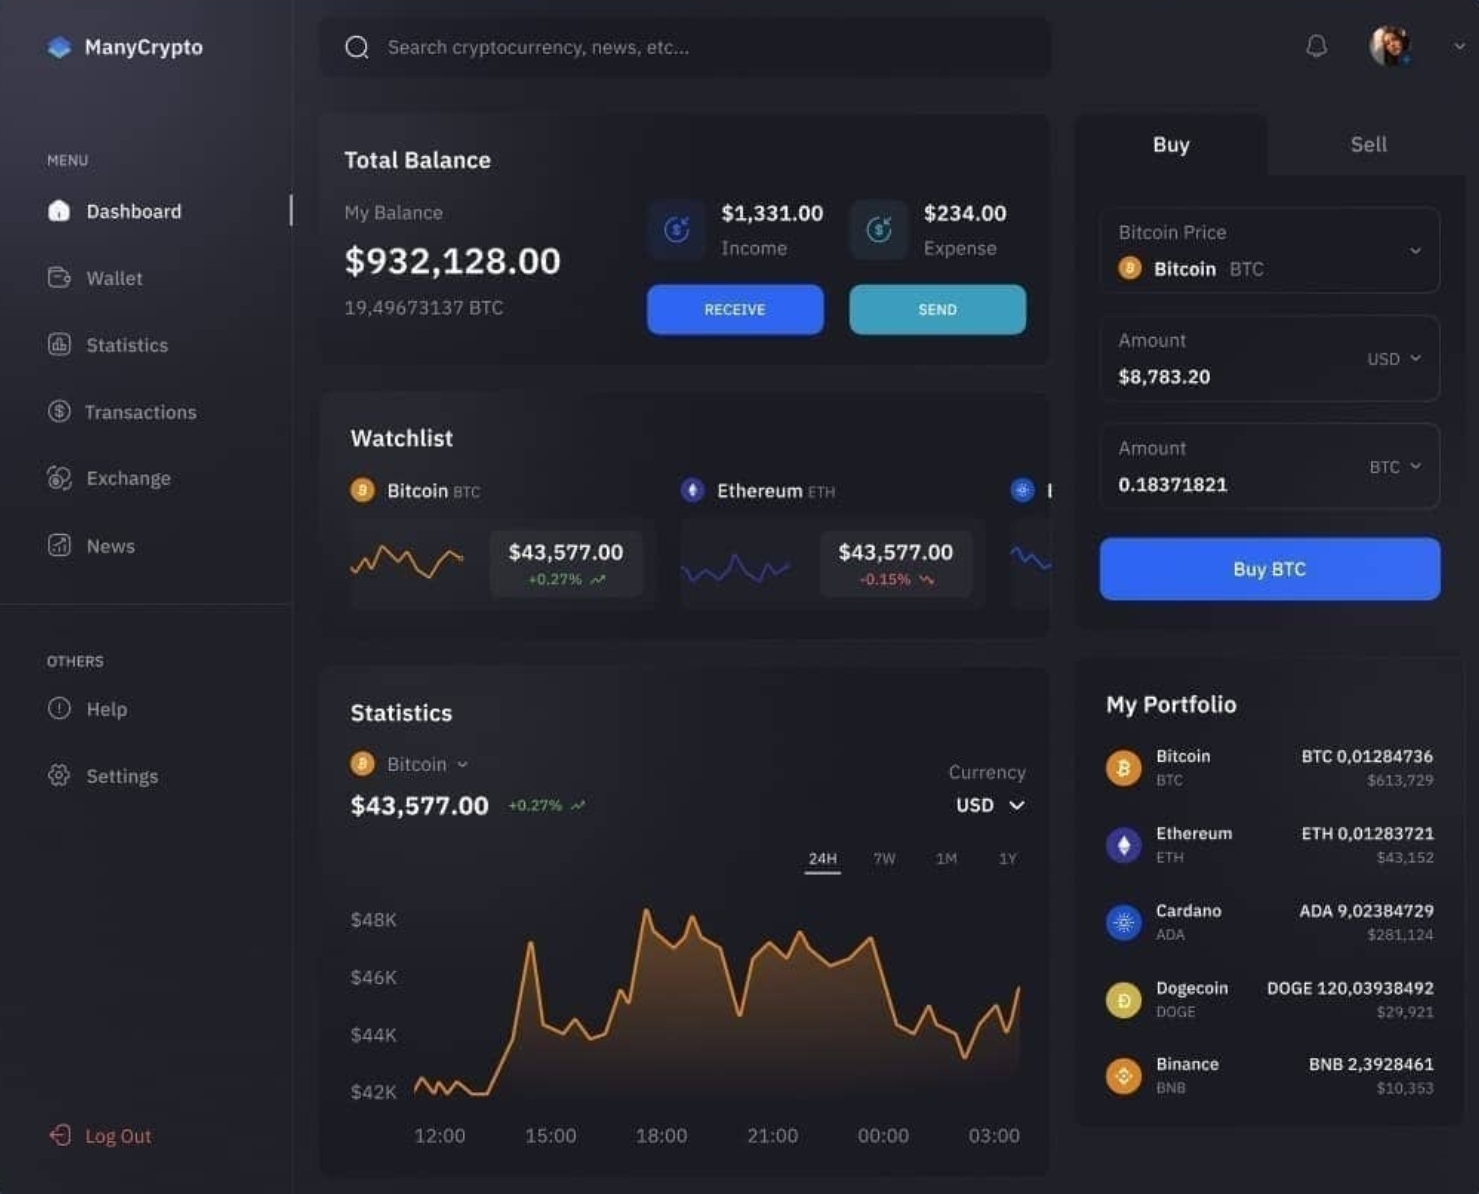 ManyCrypto
Search cryptocurrency, news, etc...
MENU
Dashboard
Wallet
Statistics
Transactions
Exchange
News
OTHERS
Help
Settings
Log Out
Total Balance
My Balance
$932,128.00
19,49673137 BTC
$1,331.00
Income
$234.00
Expense
RECEIVE
SEND
Watchlist
Bitcoin BTC
$43,577.00
+0.27%
Ethereum ETH
$43,577.00
-0.15%
Statistics
Bitcoin
$43,577.00 +0.27%
Currency
USD
24H 7W 1M 1Y
$48K
$46K
$44K
$42K
12:00 15:00 18:00 21:00 00:00 03:00
Buy Sell
Bitcoin Price
Bitcoin BTC
Amount
$8,783.20
USD
Amount
0.18371821
BTC
Buy BTC
My Portfolio
Bitcoin BTC 0,01284736
BTC $613,729
Ethereum ETH 0,01283721
ETH $43,152
Cardano ADA 9,02384729
ADA $281,124
Dogecoin DOGE 120,03938492
DOGE $29,921
Binance BNB 2,3928461
BNB $10,353